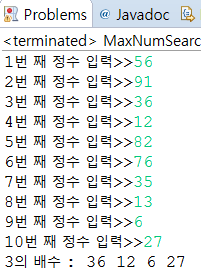 Problems @ Javadoc
<terminated> MaxNumSearc
1번 째 정수 입력>>56
2번 째 정수 입력>>91
3번 째 정수 입력>>36
4번 째 정수 입력>>12
5번 째 정수 입력>>82
6번 째 정수 입력>>76
7번 째 정수 입력>>35
8번 째 정수 입력>>13
9번 째 정수 입력>>6
10번 째 정수 입력>>27
3의 배수 : 36 12 6 27